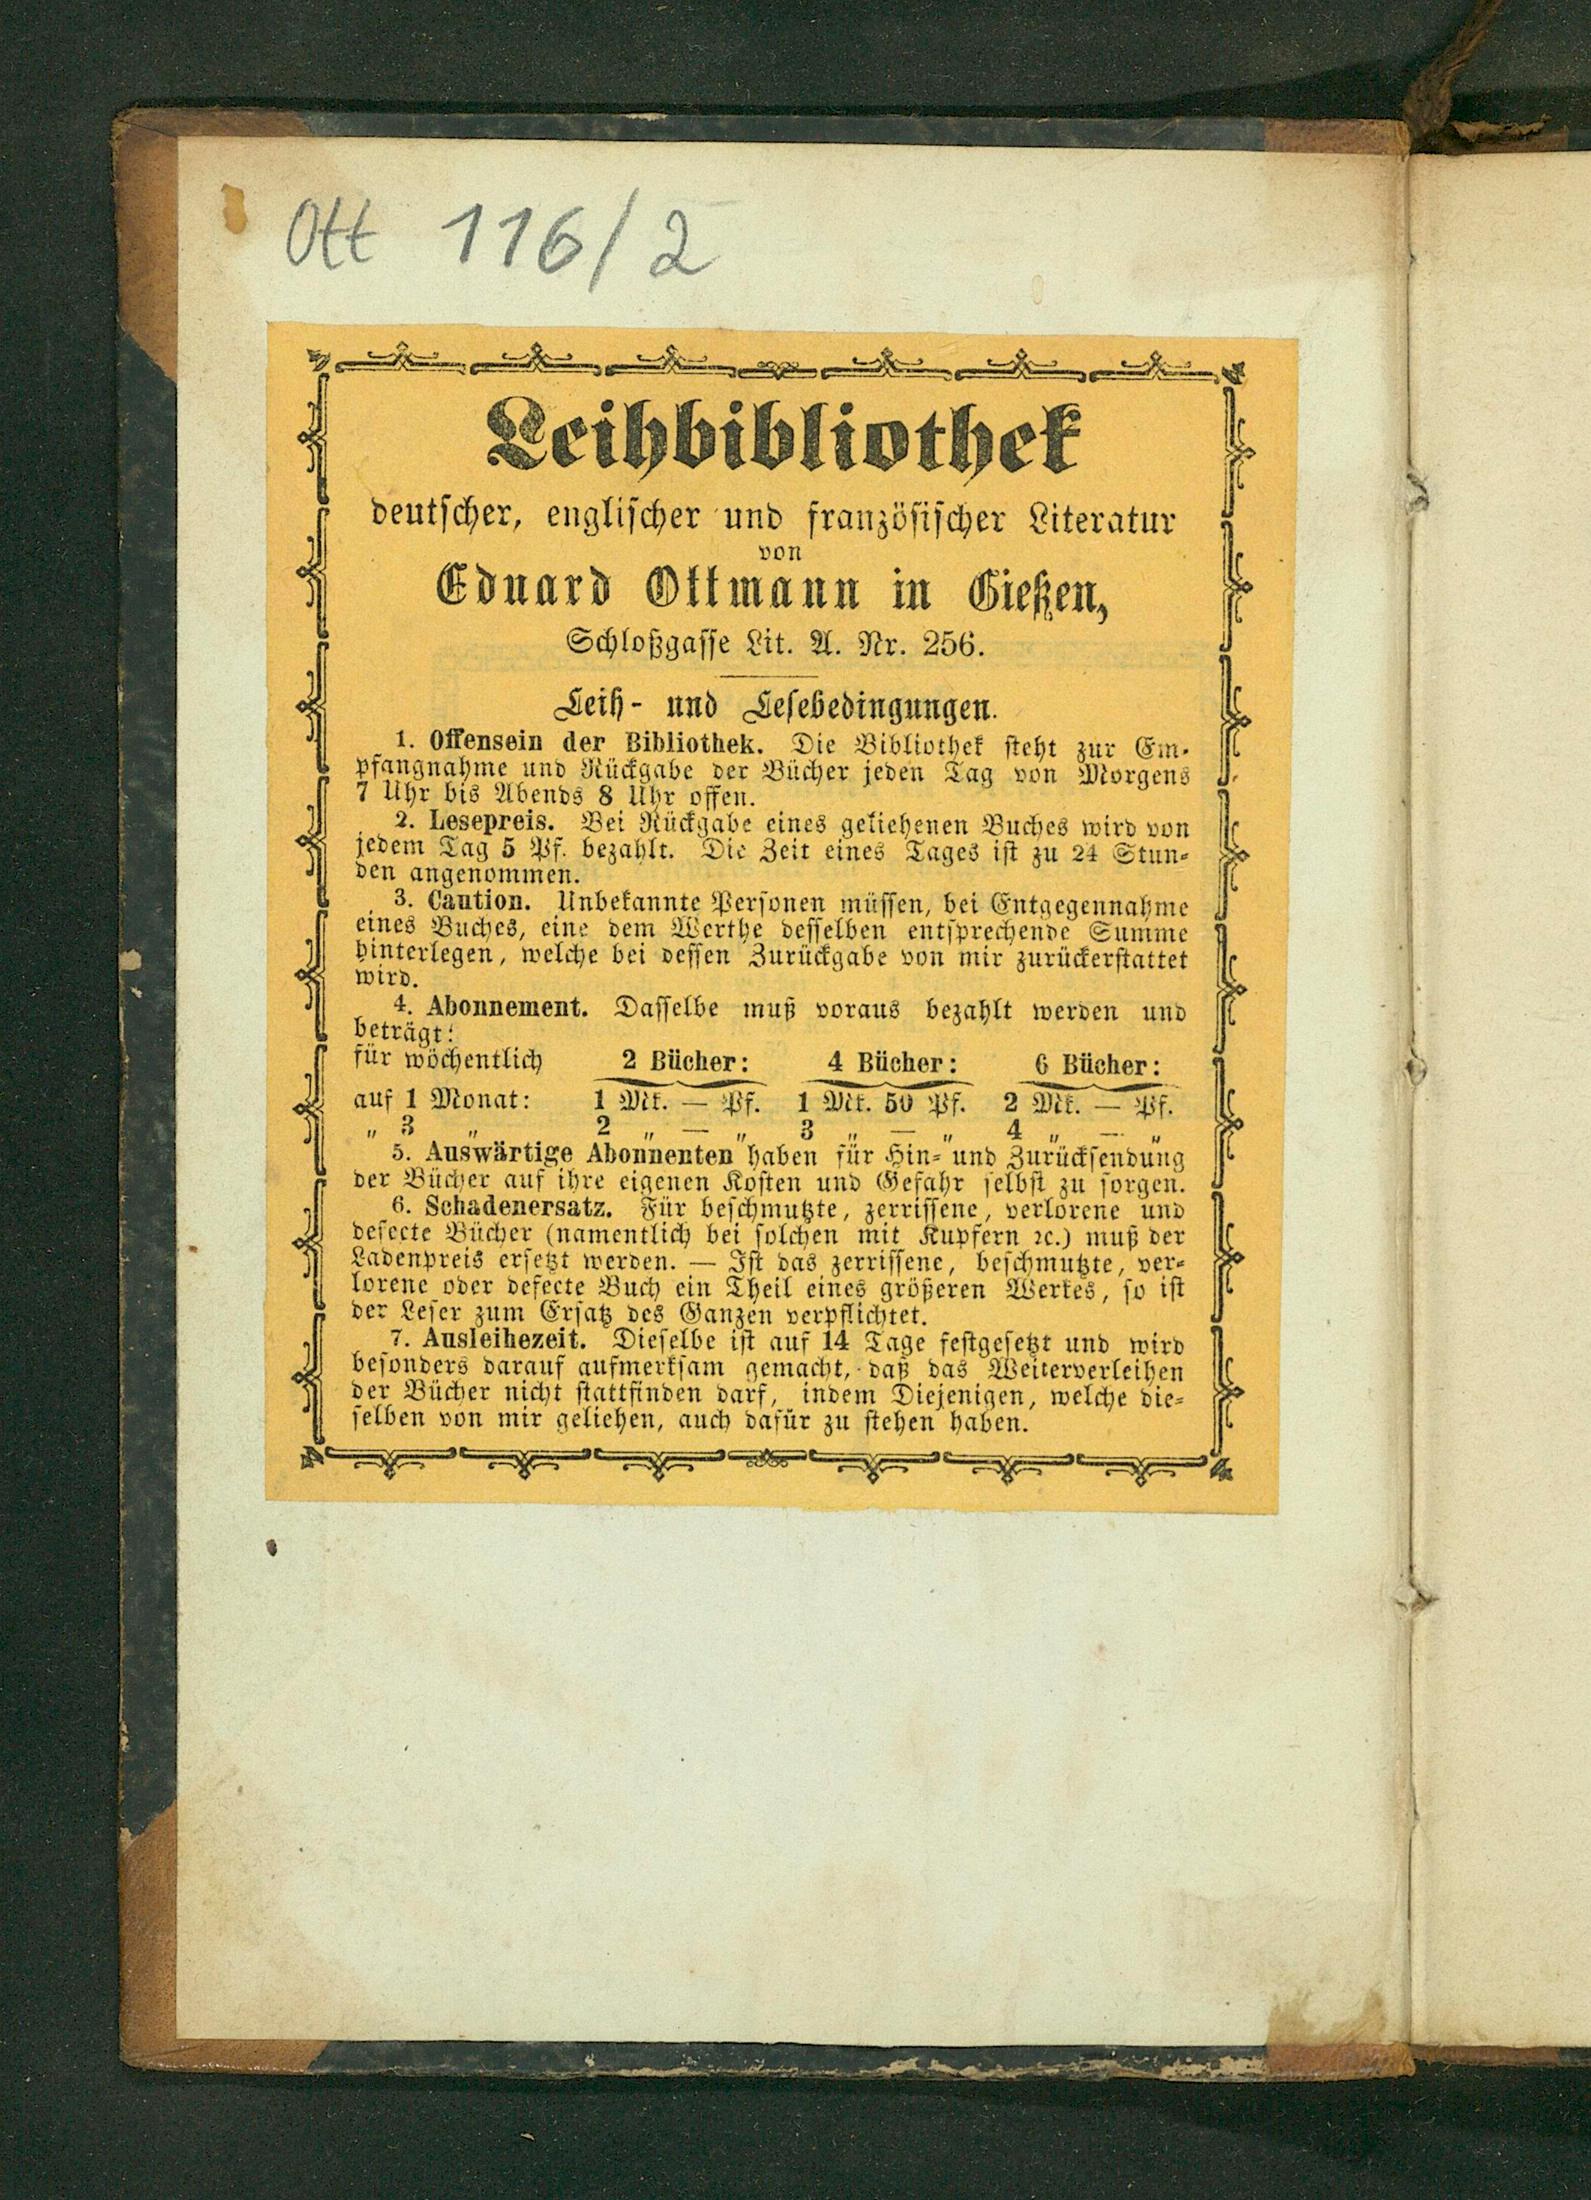 Ott 116/2
Leihbibliothek
deutscher, englischer und französischer Literatur
von
Eduard Ottmann in Gießen,
Schloßgasse Lit. A. Nr. 256.
Leih- und Lesebedingungen.
1. Offensein der Bibliothek. Die Bibliothek steht zur Em-
pfangnahme und Rückgabe der Bücher jeden Tag von Morgens
7 Uhr bis Abends 8 Uhr offen.
2. Lesepreis. Bei Rückgabe eines geliehenen Buches wird von
jedem Tag 5 Pf. bezahlt. Die Zeit eines Tages ist zu 24 Stun-
den angenommen.
3. Caution. Unbekannte Personen müssen, bei Entgegennahme
eines Buches, eine dem Werthe desselben entsprechende Summe
hinterlegen, welche bei dessen Zurückgabe von mir zurückerstattet
wird.
4. Abonnement. Dasselbe muß voraus bezahlt werden und
beträgt:
für wöchentlich 2 Bücher: 4 Bücher: 6 Bücher:
auf 1 Monat: 1 Mk. — Pf. 1 Mk. 50 Pf. 2 Mk. — Pf.
„ 3 „ 2 „ — „ 3 „ — „ 4 „ — „
5. Auswärtige Abonnenten haben für Hin- und Zurücksendung
der Bücher auf ihre eigenen Kosten und Gefahr selbst zu sorgen.
6. Schadenersatz. Für beschmutzte, zerrissene, verlorene und
defecte Bücher (namentlich bei solchen mit Kupfern ꝛc.) muß der
Ladenpreis ersetzt werden. — Ist das zerrissene, beschmutzte, ver-
lorene oder defecte Buch ein Theil eines größeren Werkes, so ist
der Leser zum Ersatz des Ganzen verpflichtet.
7. Ausleihezeit. Dieselbe ist auf 14 Tage festgesetzt und wird
besonders darauf aufmerksam gemacht, daß das Weiterverleihen
der Bücher nicht stattfinden darf, indem Diejenigen, welche die-
selben von mir geliehen, auch dafür zu stehen haben.